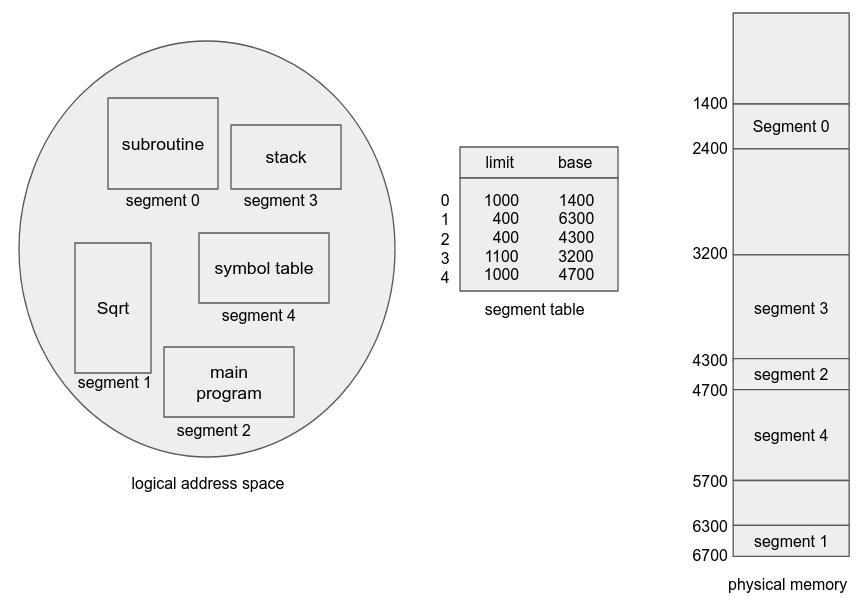 subroutine
segment 0
stack
segment 3
Sqrt
segment 1
symbol table
segment 4
main
program
segment 2
logical address space
limit base
0 1000 1400
1 400 6300
2 400 4300
3 1100 3200
4 1000 4700
segment table
1400
Segment 0
2400
3200
segment 3
4300
segment 2
4700
segment 4
5700
6300
segment 1
6700
physical memory